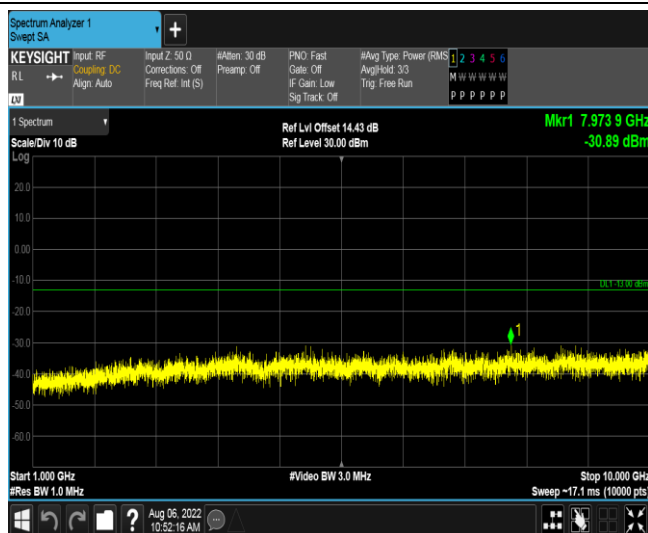 Spectrum Analyzer 1
Swept SA
KEYSIGHT
RL
LXI
Input: RF
Coupling: DC
Align: Auto
Input Z: 50 Ω
Corrections: Off
Freq Ref: Int (S)
#Atten: 30 dB
Preamp: Off
PNO: Fast
Gate: Off
IF Gain: Low
Sig Track: Off
#Avg Type: Power (RMS
Avg|Hold: 3/3
Trig: Free Run
1 2 3 4 5 6
M W W W W W
P P P P P P
1 Spectrum
Scale/Div 10 dB
Log
Ref Lvl Offset 14.43 dB
Ref Level 30.00 dBm
Mkr1 7.973 9 GHz
-30.89 dBm
20.0
10.0
0.00
-10.0
DL1 -13.00 dBm
-20.0
1
-30.0
-40.0
-50.0
-60.0
Start 1.000 GHz
#Res BW 1.0 MHz
#Video BW 3.0 MHz
Stop 10.000 GHz
Sweep ~17.1 ms (10000 pts)
?
Aug 06, 2022
10:52:16 AM